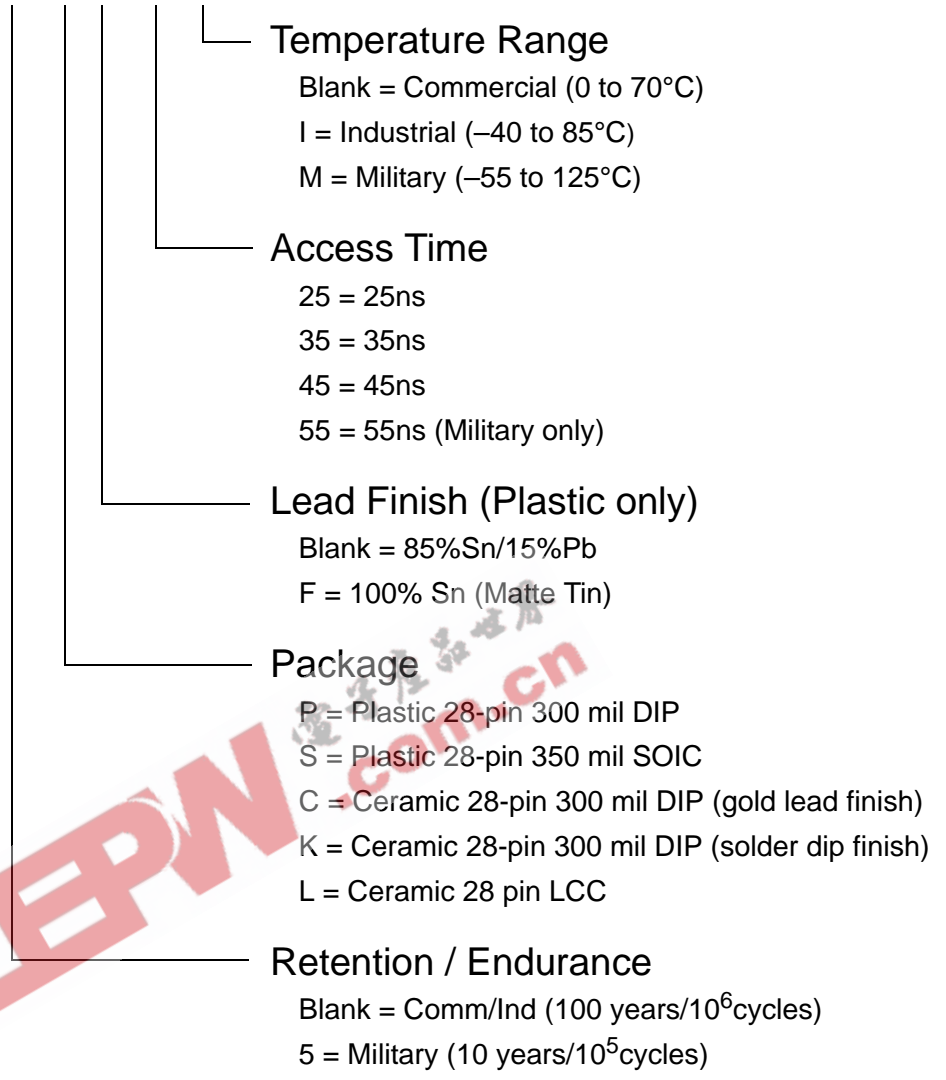 Temperature Range
Blank = Commercial (0 to 70°C)
I = Industrial (–40 to 85°C)
M = Military (–55 to 125°C)
Access Time
25 = 25ns
35 = 35ns
45 = 45ns
55 = 55ns (Military only)
Lead Finish (Plastic only)
Blank = 85%Sn/15%Pb
F = 100% Sn (Matte Tin)
Package
P = Plastic 28-pin 300 mil DIP
S = Plastic 28-pin 350 mil SOIC
C = Ceramic 28-pin 300 mil DIP (gold lead finish)
K = Ceramic 28-pin 300 mil DIP (solder dip finish)
L = Ceramic 28 pin LCC
Retention / Endurance
Blank = Comm/Ind (100 years/10⁶cycles)
5 = Military (10 years/10⁵cycles)
EPW
.com.cn